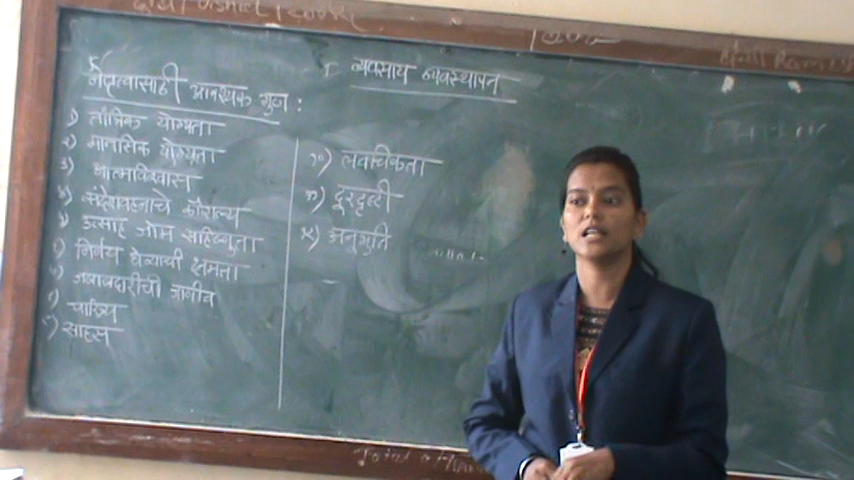 व्यवसाय व्यवस्थापन
नेतृत्वासाठी आवश्यक गुण :
१) तांत्रिक योग्यता
२) मानसिक योग्यता
३) आत्मविश्वास
४) संदेशवहनाचे कौशल्य
५) उत्साह जोम सहिष्णुता
६) निर्णय घेण्याची क्षमता
७) जबाबदारीची जाणीव
८) चारित्र्य
९) साहस
१०) लवचिकता
११) दूरदृष्टी
१२) अनुभुति